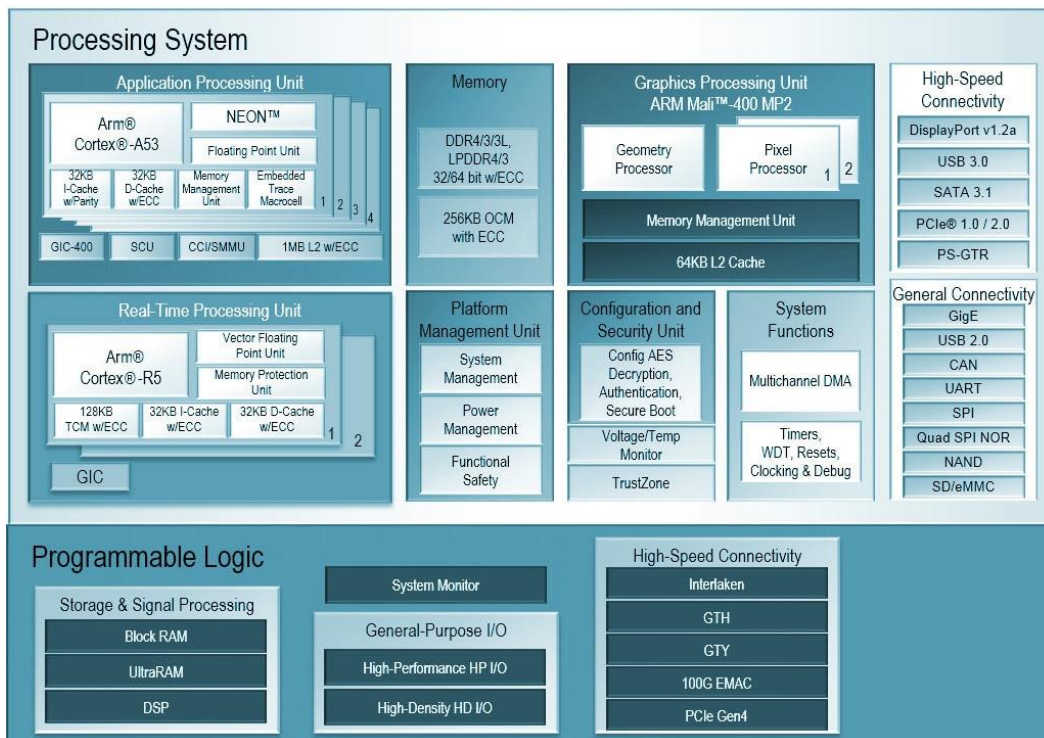 Processing System
Application Processing Unit
Arm®
Cortex®-A53
NEON™
Floating Point Unit
32KB
I-Cache
w/Parity
32KB
D-Cache
w/ECC
Memory
Management
Unit
Embedded
Trace
Macrocell
1
2
3
4
GIC-400
SCU
CCI/SMMU
1MB L2 w/ECC
Memory
DDR4/3/3L,
LPDDR4/3
32/64 bit w/ECC
256KB OCM
with ECC
Graphics Processing Unit
ARM Mali™-400 MP2
Geometry
Processor
Pixel
Processor
1
2
Memory Management Unit
64KB L2 Cache
High-Speed
Connectivity
DisplayPort v1.2a
USB 3.0
SATA 3.1
PCIe® 1.0 / 2.0
PS-GTR
Real-Time Processing Unit
Arm®
Cortex®-R5
Vector Floating
Point Unit
Memory Protection
Unit
128KB
TCM w/ECC
32KB I-Cache
w/ECC
32KB D-Cache
w/ECC
1
2
GIC
Platform
Management Unit
System
Management
Power
Management
Functional
Safety
Configuration and
Security Unit
Config AES
Decryption,
Authentication,
Secure Boot
Voltage/Temp
Monitor
TrustZone
System
Functions
Multichannel DMA
Timers,
WDT, Resets,
Clocking & Debug
General Connectivity
GigE
USB 2.0
CAN
UART
SPI
Quad SPI NOR
NAND
SD/eMMC
Programmable Logic
Storage & Signal Processing
Block RAM
UltraRAM
DSP
System Monitor
General-Purpose I/O
High-Performance HP I/O
High-Density HD I/O
High-Speed Connectivity
Interlaken
GTH
GTY
100G EMAC
PCIe Gen4